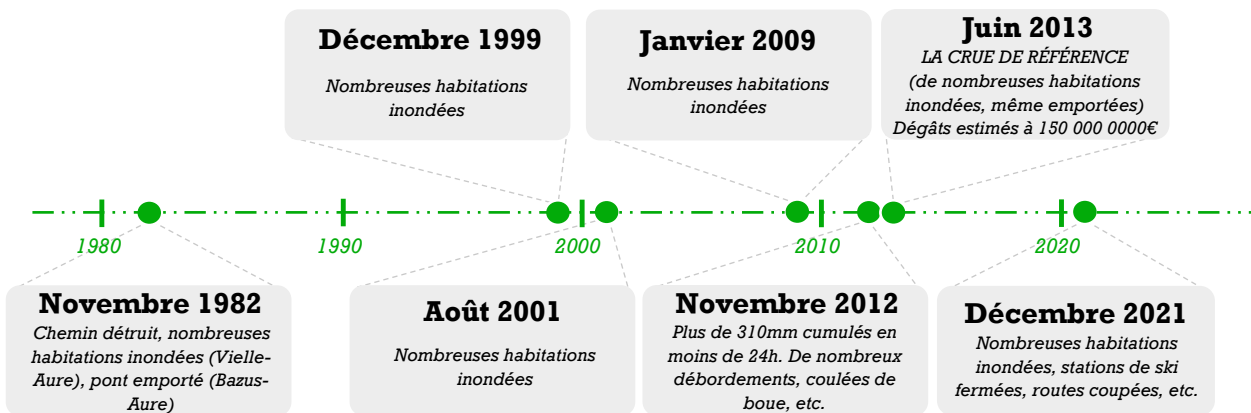 Décembre 1999
Nombreuses habitations
inondées
Janvier 2009
Nombreuses habitations
inondées
Juin 2013
LA CRUE DE RÉFÉRENCE
(de nombreuses habitations
inondées, même emportées)
Dégâts estimés à 150 000 0000€
1980
1990
2000
2010
2020
Novembre 1982
Chemin détruit, nombreuses
habitations inondées (Vielle-
Aure), pont emporté (Bazus-
Aure)
Août 2001
Nombreuses habitations
inondées
Novembre 2012
Plus de 310mm cumulés en
moins de 24h. De nombreux
débordements, coulées de
boue, etc.
Décembre 2021
Nombreuses habitations
inondées, stations de ski
fermées, routes coupées, etc.